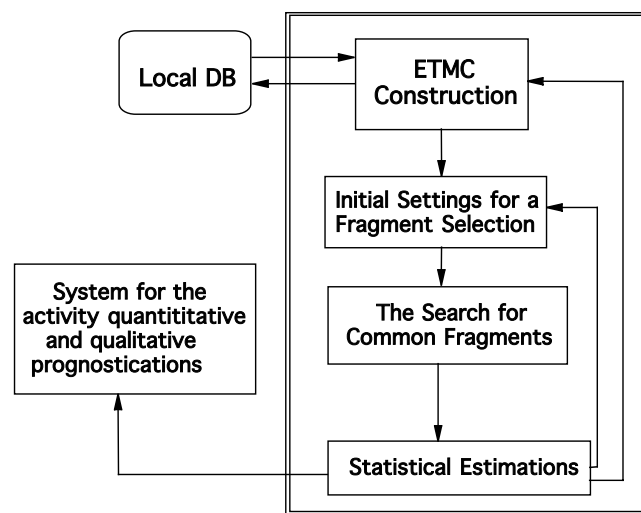 Local DB
ETMC
Construction
Initial Settings for a
Fragment Selection
System for the
activity quantititative
and qualitative
prognostications
The Search for
Common Fragments
Statistical Estimations